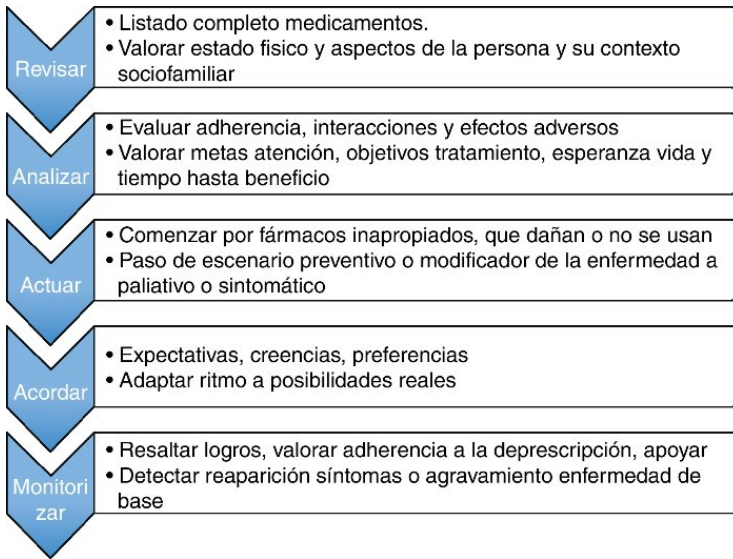 Revisar
• Listado completo medicamentos.
• Valorar estado fisico y aspectos de la persona y su contexto
sociofamiliar
Analizar
• Evaluar adherencia, interacciones y efectos adversos
• Valorar metas atención, objetivos tratamiento, esperanza vida y
tiempo hasta beneficio
Actuar
• Comenzar por fármacos inapropiados, que dañan o no se usan
• Paso de escenario preventivo o modificador de la enfermedad a
paliativo o sintomático
Acordar
• Expectativas, creencias, preferencias
• Adaptar ritmo a posibilidades reales
Monitori
zar
• Resaltar logros, valorar adherencia a la deprescripción, apoyar
• Detectar reaparición síntomas o agravamiento enfermedad de
base